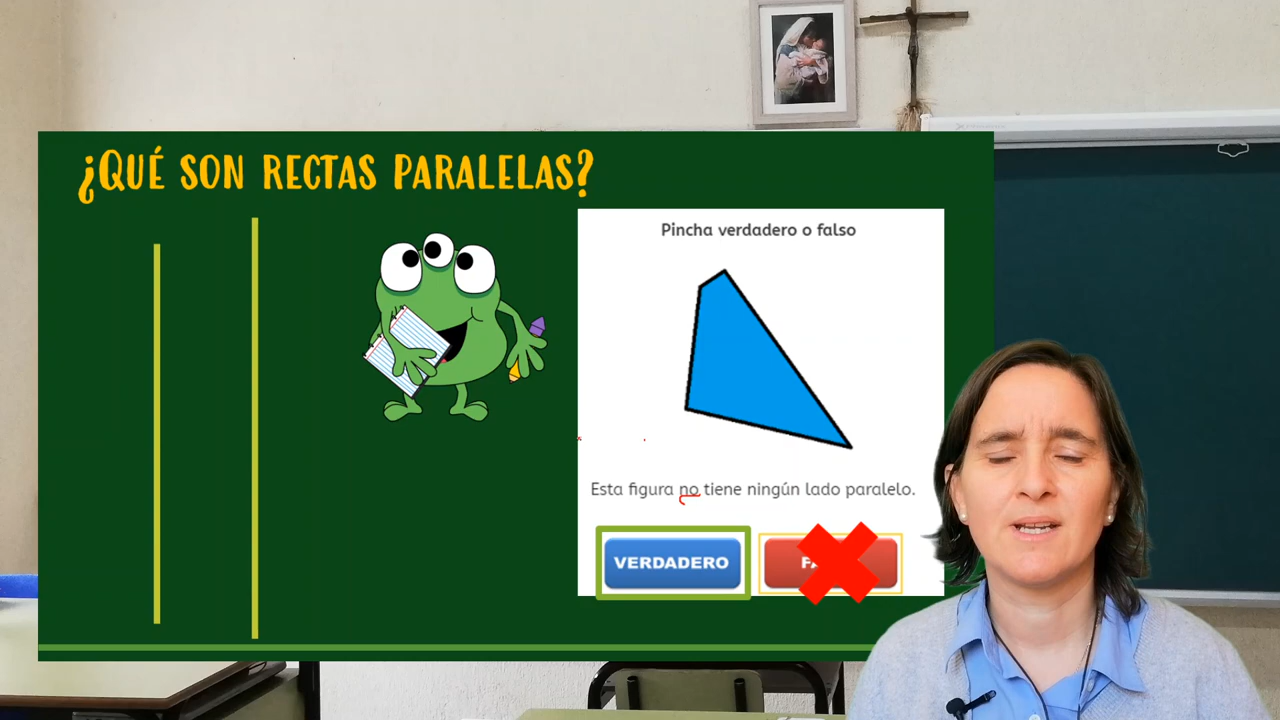 ¿QUÉ SON RECTAS PARALELAS?
Pincha verdadero o falso
Esta figura no tiene ningún lado paralelo.
VERDADERO